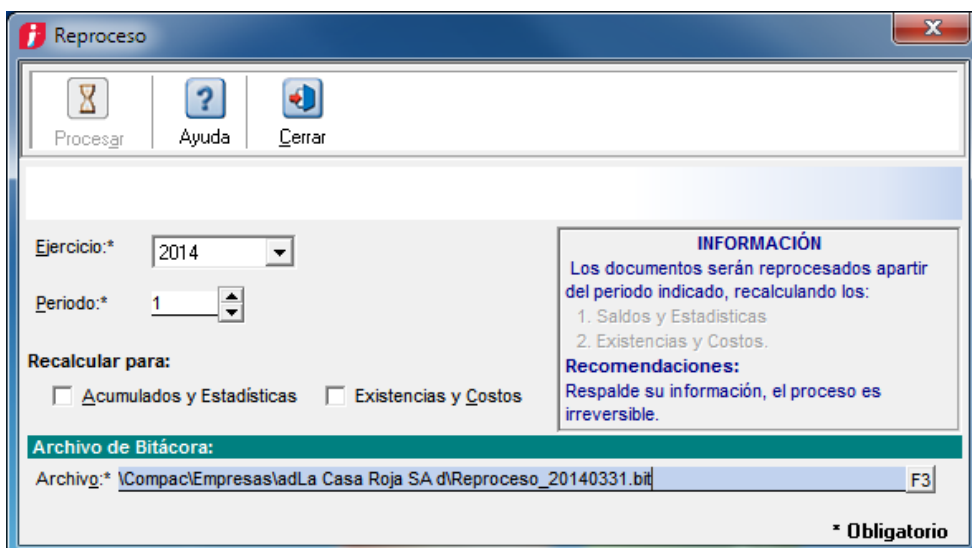 Reproceso
Procesar
Ayuda
Cerrar
Ejercicio:*
2014
Periodo:*
1
INFORMACIÓN
Los documentos serán reprocesados apartir
del periodo indicado, recalculando los:
1. Saldos y Estadisticas
2. Existencias y Costos.
Recomendaciones:
Respalde su información, el proceso es
irreversible.
Recalcular para:
Acumulados y Estadísticas
Existencias y Costos
Archivo de Bitácora:
Archivo:* \Compac\Empresas\adLa Casa Roja SA d\Reproceso_20140331.bit
F3
* Obligatorio